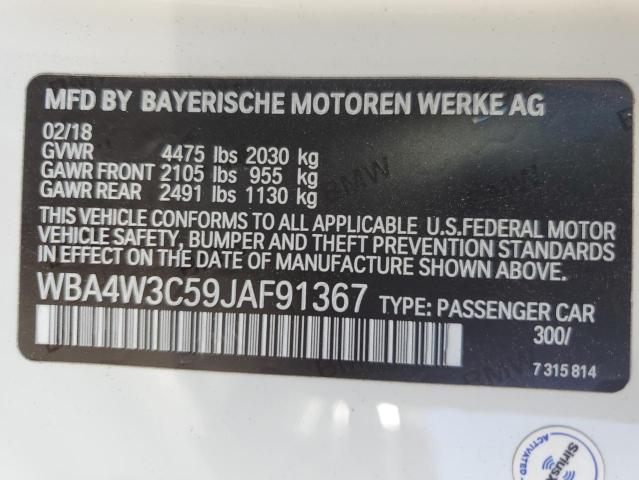 MFD BY BAYERISCHE MOTOREN WERKE AG
02/18
GVWR 4475 lbs 2030 kg
GAWR FRONT 2105 lbs 955 kg
GAWR REAR 2491 lbs 1130 kg
THIS VEHICLE CONFORMS TO ALL APPLICABLE U.S.FEDERAL MOTOR
VEHICLE SAFETY, BUMPER AND THEFT PREVENTION STANDARDS
IN EFFECT ON THE DATE OF MANUFACTURE SHOWN ABOVE.
WBA4W3C59JAF91367 TYPE: PASSENGER CAR
300/
7 315 814
ACTIVATED